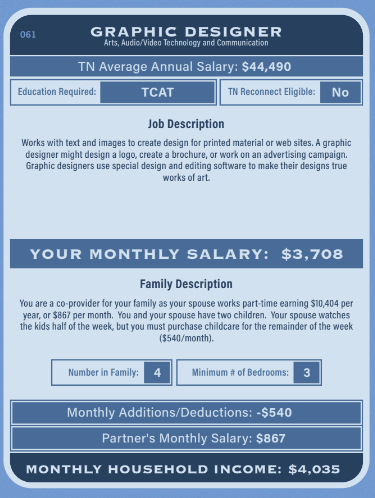 061
GRAPHIC DESIGNER
Arts, Audio/Video Technology and Communication
TN Average Annual Salary: $44,490
Education Required: TCAT
TN Reconnect Eligible: No
Job Description
Works with text and images to create design for printed material or web sites. A graphic
designer might design a logo, create a brochure, or work on an advertising campaign.
Graphic designers use special design and editing software to make their designs true
works of art.
YOUR MONTHLY SALARY: $3,708
Family Description
You are a co-provider for your family as your spouse works part-time earning $10,404 per
year, or $867 per month. You and your spouse have two children. Your spouse watches
the kids half of the week, but you must purchase childcare for the remainder of the week
($540/month).
Number in Family: 4
Minimum # of Bedrooms: 3
Monthly Additions/Deductions: -$540
Partner's Monthly Salary: $867
MONTHLY HOUSEHOLD INCOME: $4,035